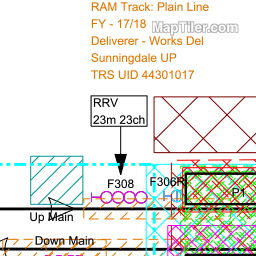 RAM Track: Plain Line
FY - 17/18
MapTiler.com
Deliverer - Works Del
Sunningdale UP
TRS UID 44301017
RRV
23m 23ch
F308
F306R
P1
Up Main
Down Main